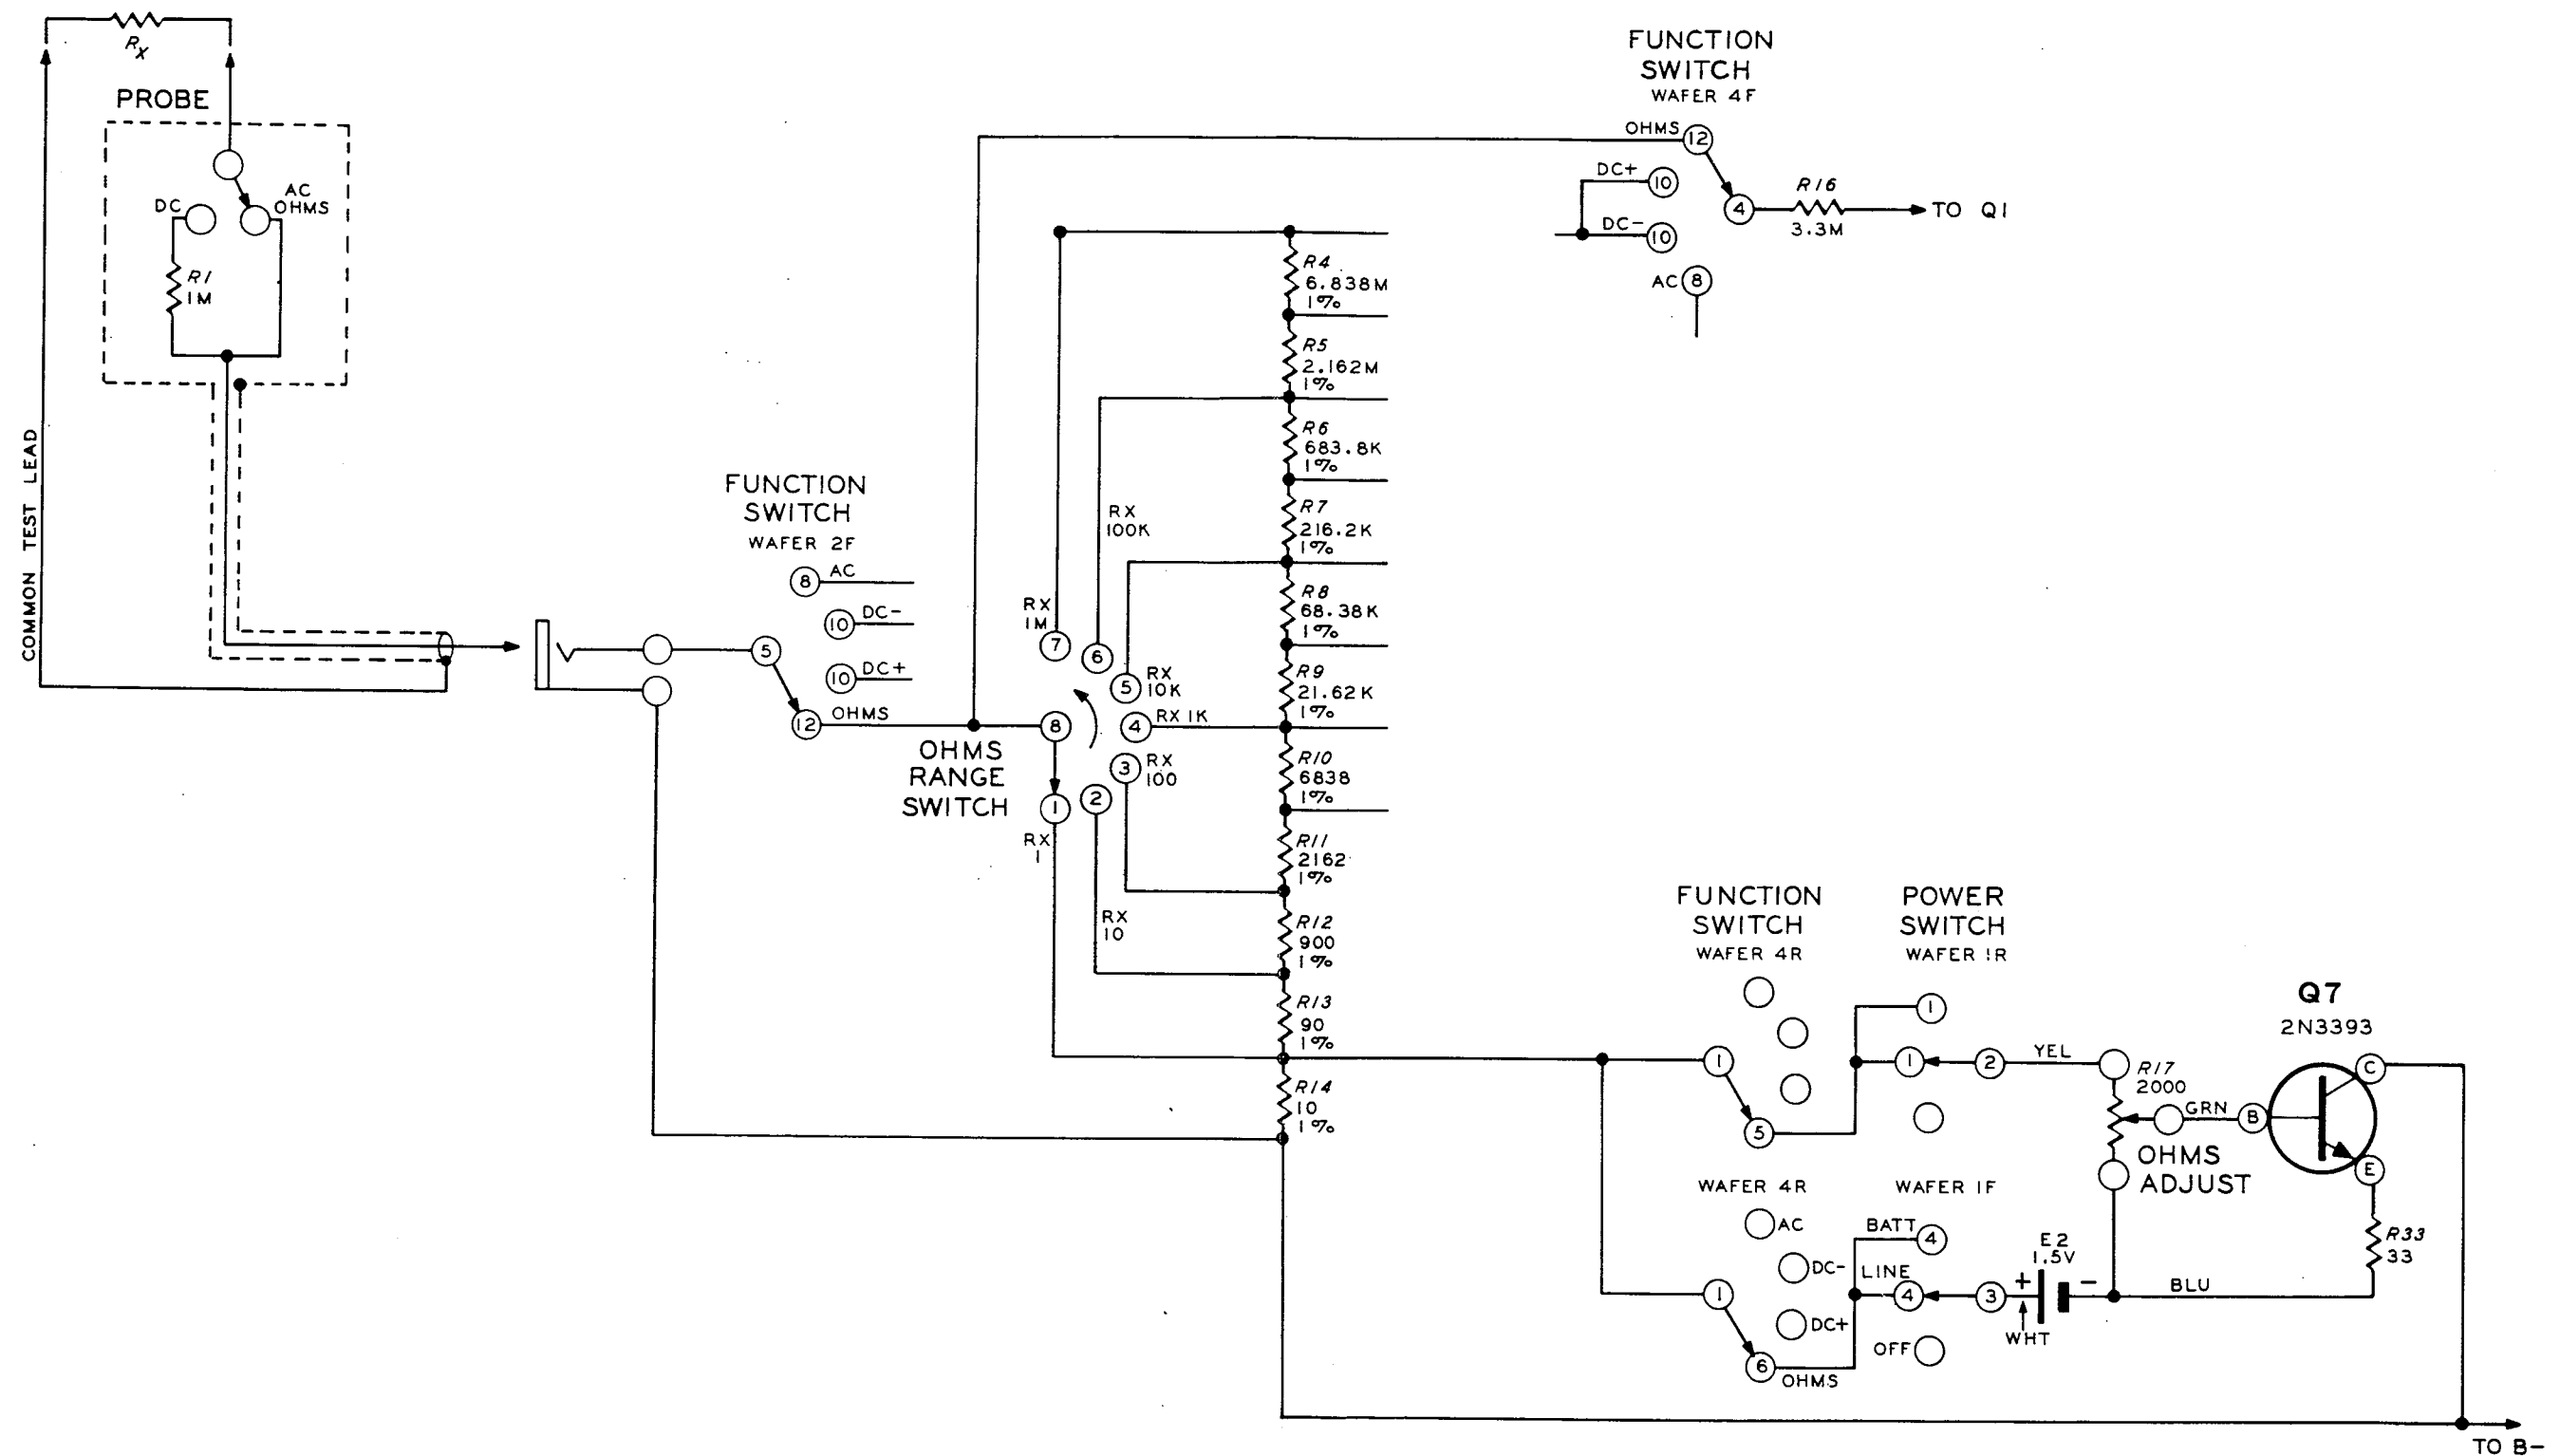 R X
PROBE
DC
AC
OHMS
R1
1M
COMMON TEST LEAD
FUNCTION
SWITCH
WAFER 2F
8 AC
10 DC-
10 DC+
5
12 OHMS
OHMS
RANGE
SWITCH
8
RX
1M
7
RX
100K
6
5
RX
10K
4 RX 1K
3
RX
100
2
RX
10
1
RX
1
R4
6.838M
1%
R5
2.162M
1%
R6
683.8K
1%
R7
216.2K
1%
R8
68.38K
1%
R9
21.62K
1%
R10
6838
1%
R11
2162
1%
R12
900
1%
R13
90
1%
R14
10
1%
FUNCTION
SWITCH
WAFER 4F
OHMS 12
DC+ 10
DC- 10
AC 8
4
R16
3.3M
TO Q1
FUNCTION
SWITCH
WAFER 4R
1
5
POWER
SWITCH
WAFER 1R
1
1
2
YEL
R17
2000
GRN
OHMS
ADJUST
Q7
2N3393
B
C
E
R33
33
WAFER 4R
AC
DC-
DC+
1
6
OHMS
WAFER 1F
BATT 4
LINE
4
OFF
3
E2
1.5V
+
-
WHT
BLU
TO B-